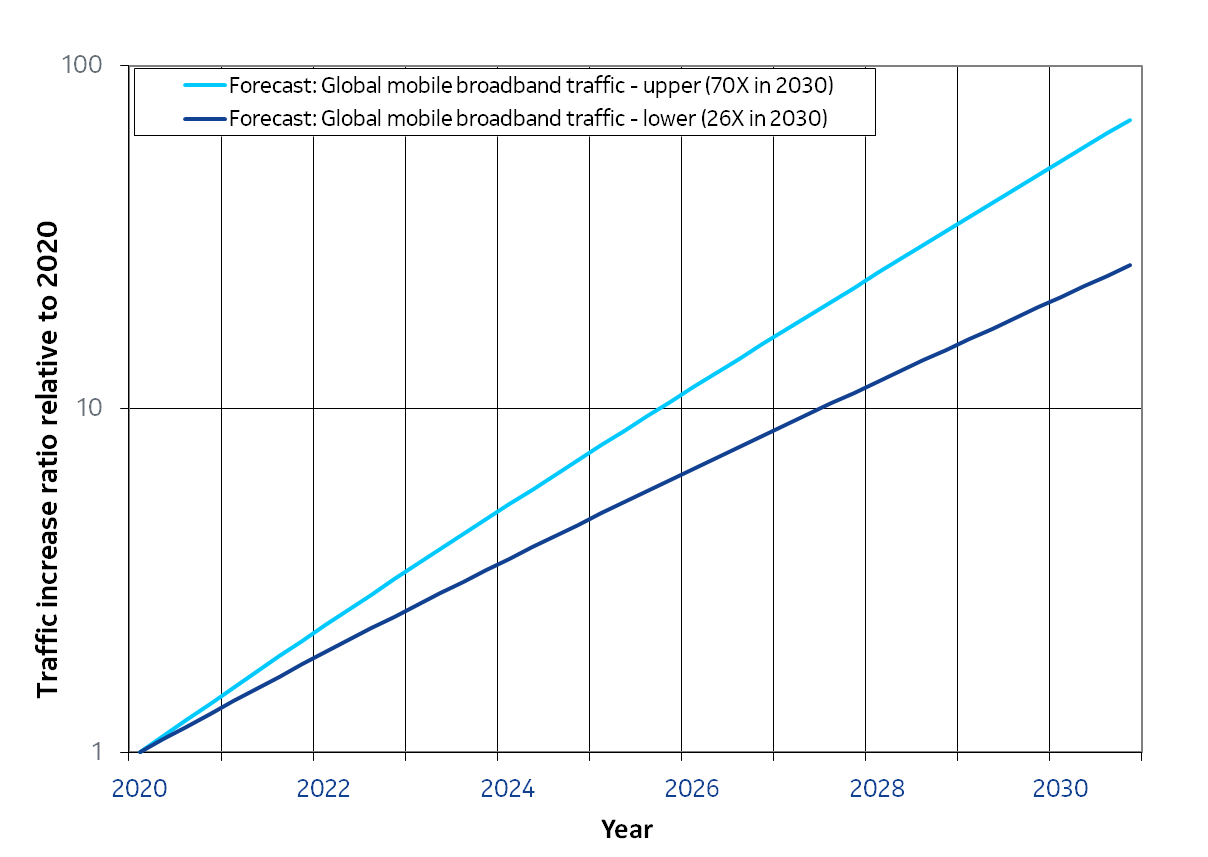 100
Forecast: Global mobile broadband traffic - upper (70X in 2030)
Forecast: Global mobile broadband traffic - lower (26X in 2030)
Traffic increase ratio relative to 2020
10
1
2020 2022 2024 2026 2028 2030
Year